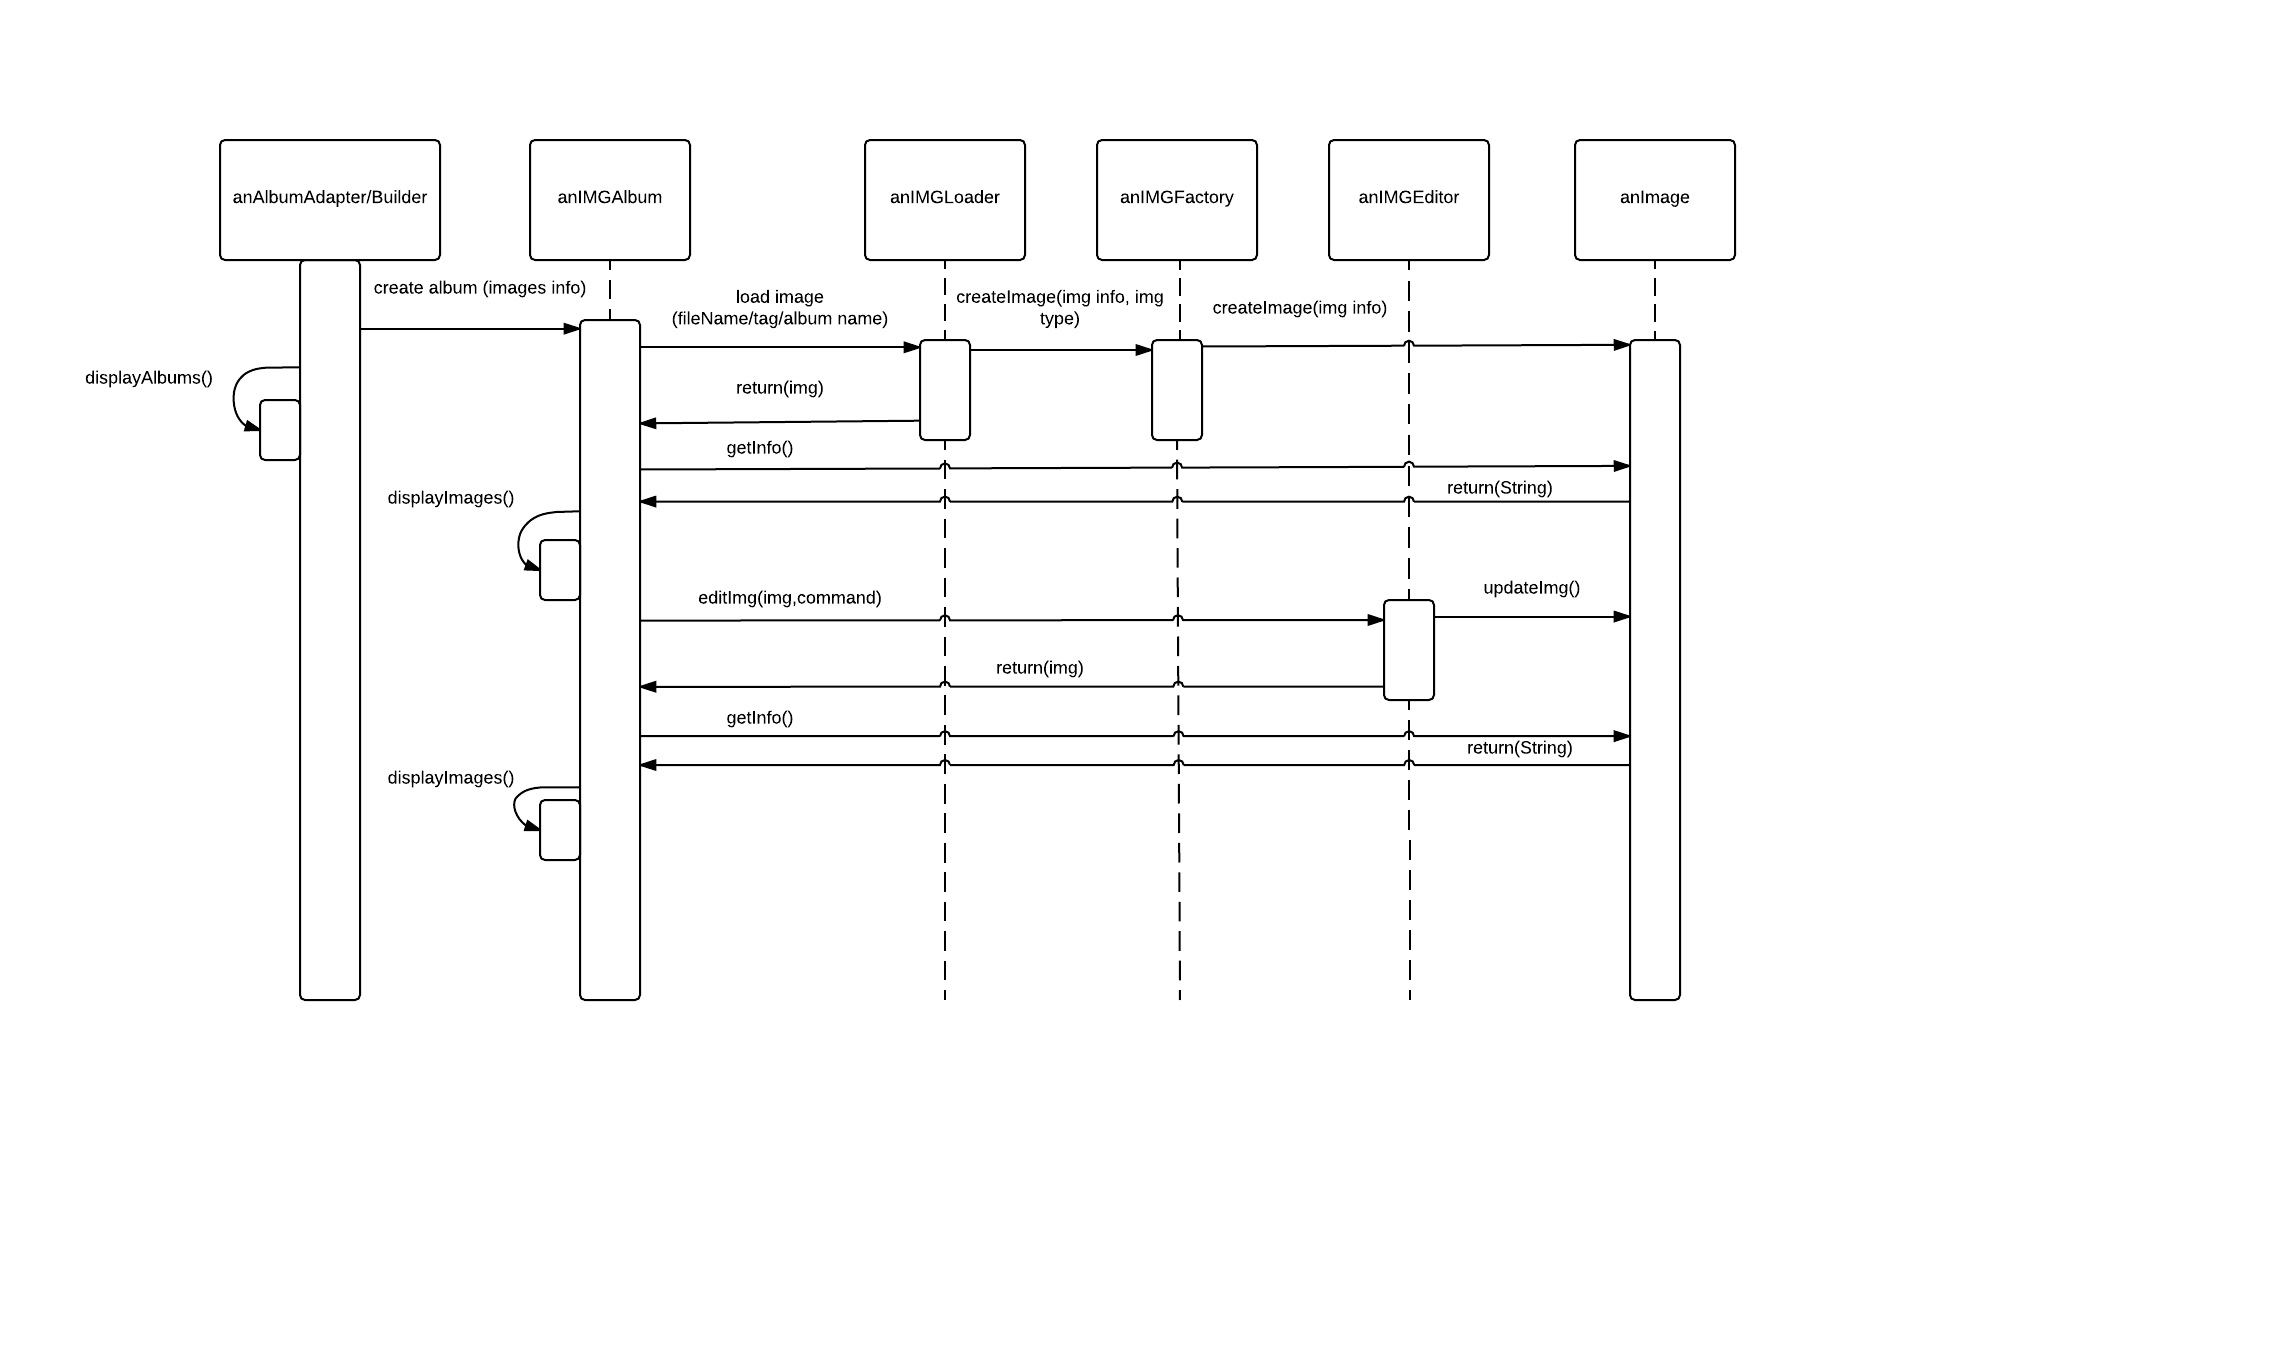 anAlbumAdapter/Builder
anIMGAlbum
anIMGLoader
anIMGFactory
anIMGEditor
anImage
create album (images info)
load image
(fileName/tag/album name)
createImage(img info, img
type)
createImage(img info)
displayAlbums()
return(img)
getInfo()
return(String)
displayImages()
editImg(img,command)
updateImg()
return(img)
getInfo()
return(String)
displayImages()